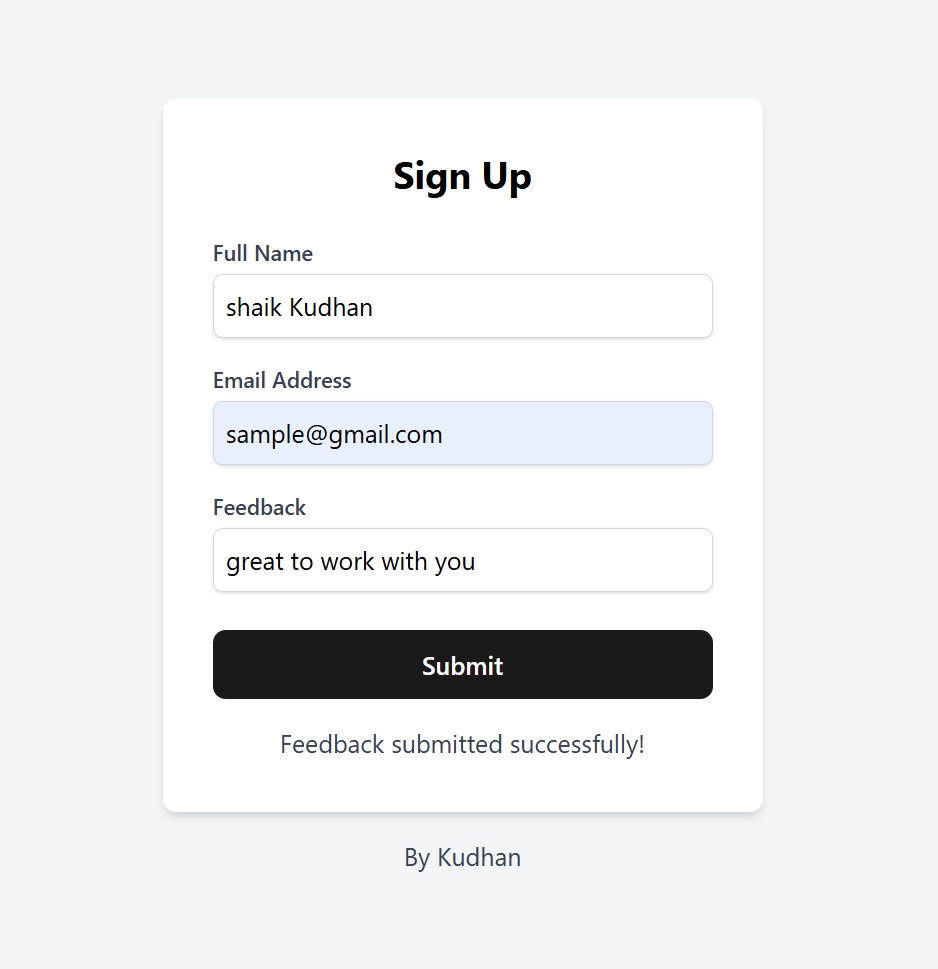 Sign Up
Full Name
shaik Kudhan
Email Address
sample@gmail.com
Feedback
great to work with you
Submit
Feedback submitted successfully!
By Kudhan